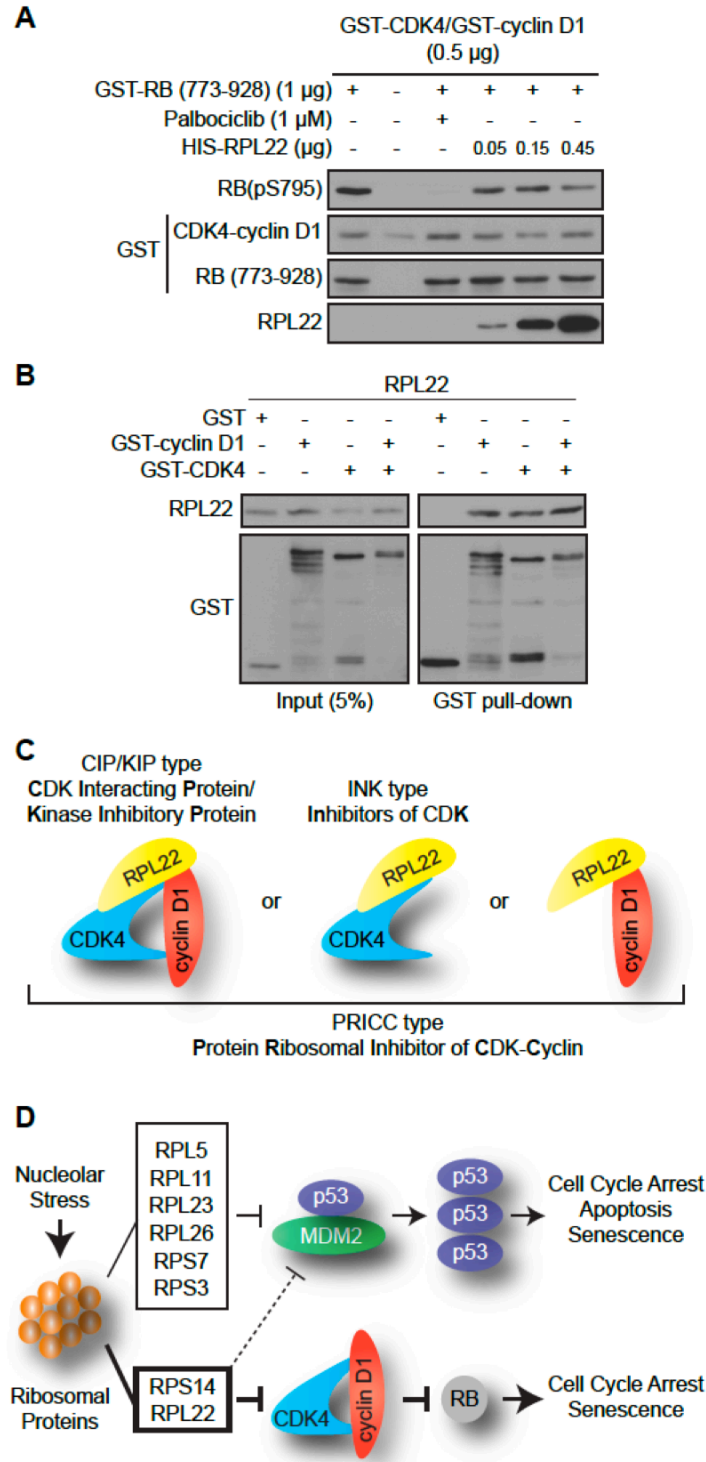 A
GST-CDK4/GST-cyclin D1
(0.5 µg)
GST-RB (773-928) (1 µg) + - + + + +
Palbociclib (1 µM) - - + - - -
HIS-RPL22 (µg) - - - 0.05 0.15 0.45
RB(pS795)
GST
CDK4-cyclin D1
RB (773-928)
RPL22
B
RPL22
GST + - - - + - - -
GST-cyclin D1 - + - + - + - +
GST-CDK4 - - + + - - + +
RPL22
GST
Input (5%) GST pull-down
C
CIP/KIP type
CDK Interacting Protein/
Kinase Inhibitory Protein
INK type
Inhibitors of CDK
RPL22
CDK4
cyclin D1
or
RPL22
CDK4
or
RPL22
cyclin D1
PRICC type
Protein Ribosomal Inhibitor of CDK-Cyclin
D
Nucleolar
Stress
Ribosomal
Proteins
RPL5
RPL11
RPL23
RPL26
RPS7
RPS3
p53
MDM2
p53
p53
p53
Cell Cycle Arrest
Apoptosis
Senescence
RPS14
RPL22
CDK4
cyclin D1
RB
Cell Cycle Arrest
Senescence